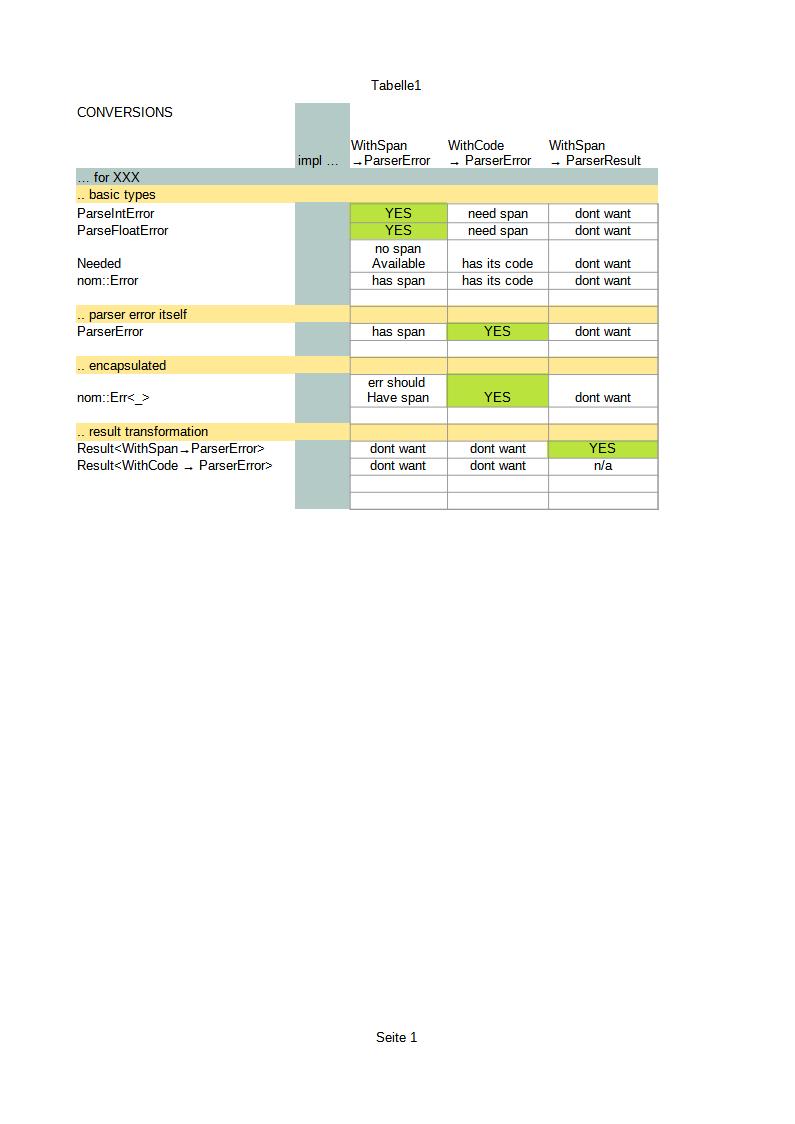 Tabelle1
CONVERSIONS
impl … WithSpan →ParserError WithCode → ParserError WithSpan → ParserResult
… for XXX
.. basic types
ParseIntError YES need span dont want
ParseFloatError YES need span dont want
Needed no span Available has its code dont want
nom::Error has span has its code dont want
.. parser error itself
ParserError has span YES dont want
.. encapsulated
nom::Err<_> err should Have span YES dont want
.. result transformation
Result<WithSpan→ParserError> dont want dont want YES
Result<WithCode → ParserError> dont want dont want n/a
Seite 1